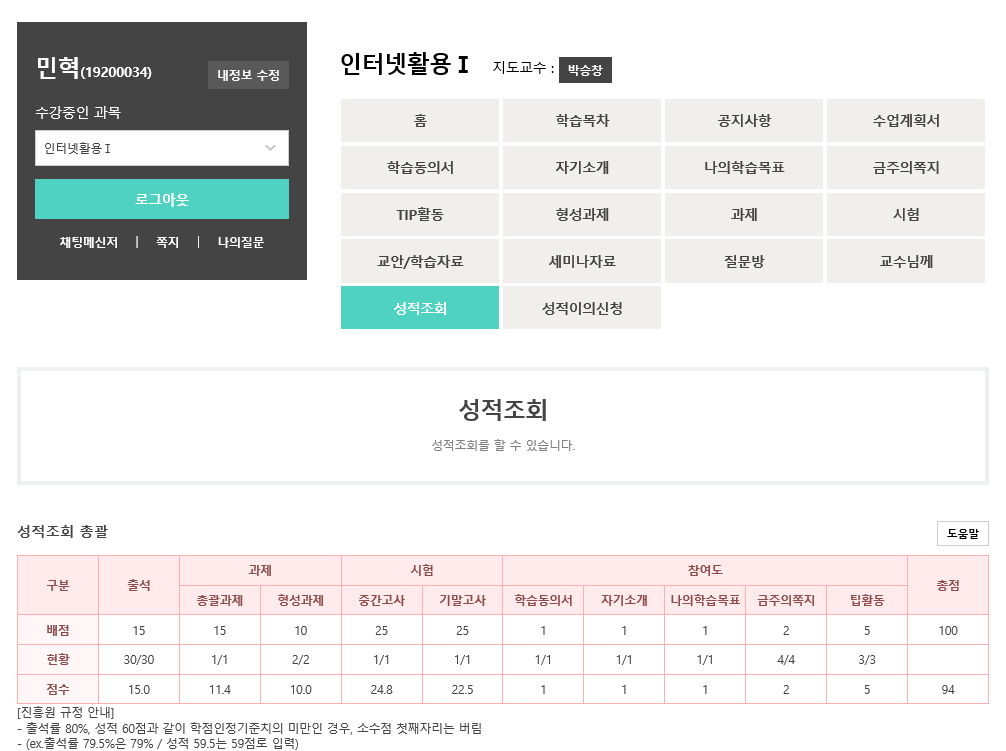 민혁(19200034)
내정보 수정
수강중인 과목
인터넷활용Ⅰ
로그아웃
채팅메신저 | 쪽지 | 나의질문
인터넷활용Ⅰ 지도교수 : 박승창
홈 학습목차 공지사항 수업계획서
학습동의서 자기소개 나의학습목표 금주의쪽지
TIP활동 형성과제 과제 시험
교안/학습자료 세미나자료 질문방 교수님께
성적조회 성적이의신청
성적조회
성적조회를 할 수 있습니다.
성적조회 총괄
도움말
구분 출석 과제 시험 참여도 총점
총괄과제 형성과제 중간고사 기말고사 학습동의서 자기소개 나의학습목표 금주의쪽지 팁활동
배점 15 15 10 25 25 1 1 1 2 5 100
현황 30/30 1/1 2/2 1/1 1/1 1/1 1/1 1/1 4/4 3/3
점수 15.0 11.4 10.0 24.8 22.5 1 1 1 2 5 94
[진흥원 규정 안내]
- 출석률 80%, 성적 60점과 같이 학점인정기준치의 미만인 경우, 소수점 첫째자리는 버림
- (ex.출석률 79.5%은 79% / 성적 59.5는 59점로 입력)